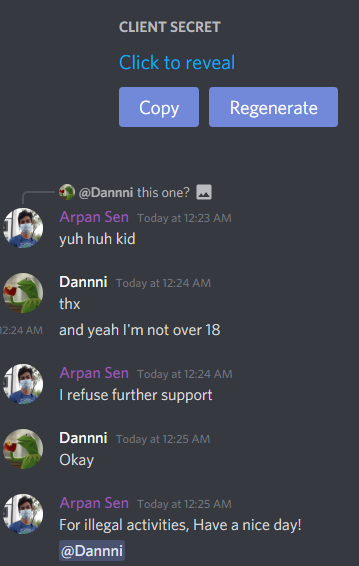 CLIENT SECRET
Click to reveal
Copy Regenerate
@Dannni this one?
Arpan Sen Today at 12:23 AM
yuh huh kid
Dannni Today at 12:24 AM
thx
12:24 AM and yeah I'm not over 18
Arpan Sen Today at 12:24 AM
I refuse further support
Dannni Today at 12:25 AM
Okay
Arpan Sen Today at 12:25 AM
For illegal activities, Have a nice day!
@Dannni